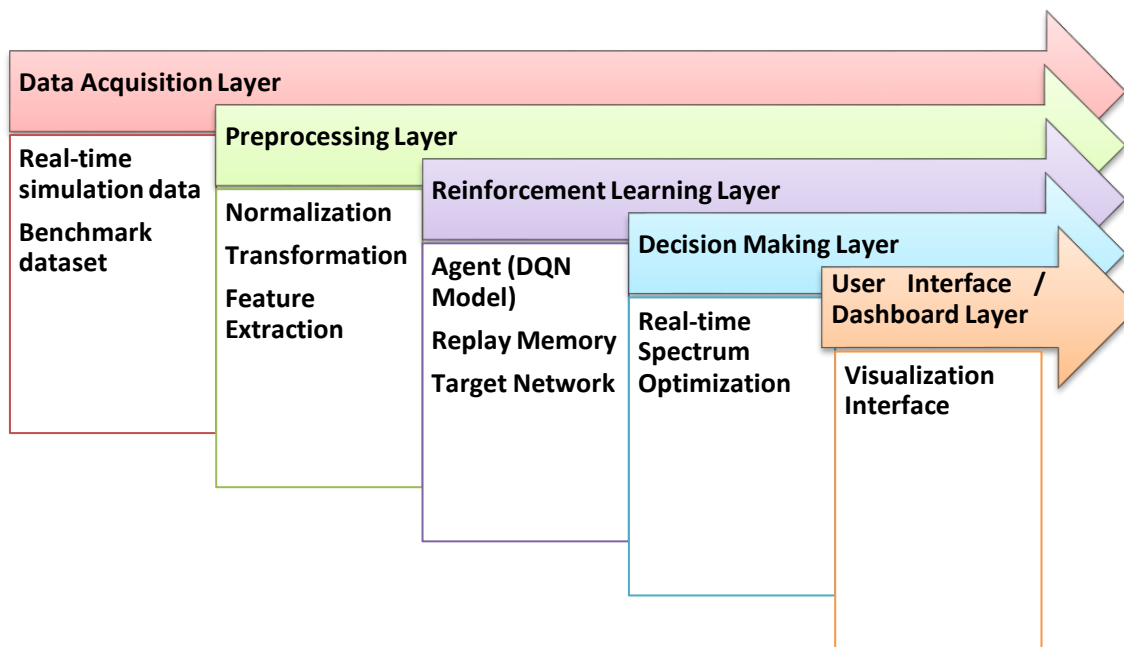 Data Acquisition Layer
Real-time
simulation data
Benchmark
dataset
Preprocessing Layer
Normalization
Transformation
Feature
Extraction
Reinforcement Learning Layer
Agent (DQN
Model)
Replay Memory
Target Network
Decision Making Layer
Real-time
Spectrum
Optimization
User Interface /
Dashboard Layer
Visualization
Interface